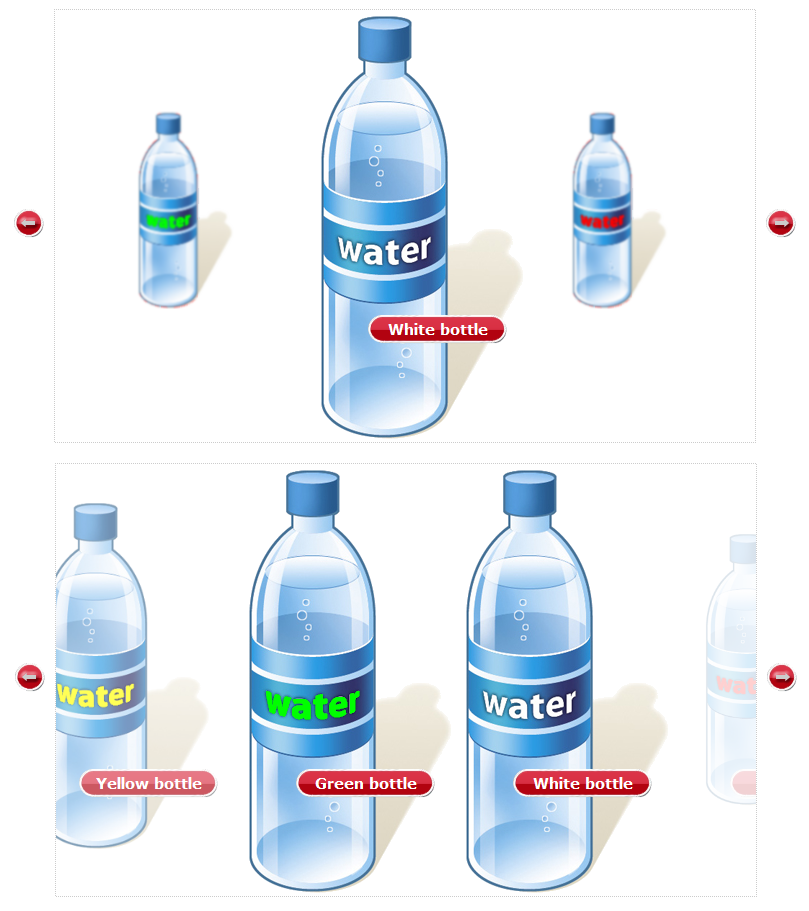 water
water
water
White bottle
water
water
water
wat
Yellow bottle
Green bottle
White bottle